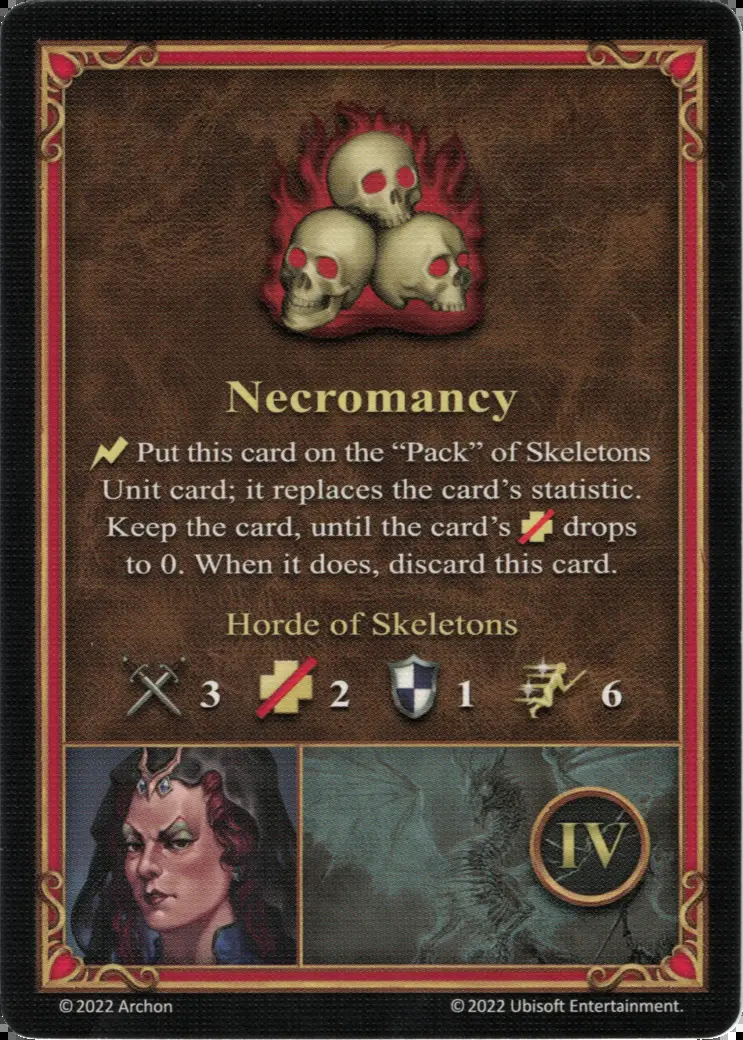 Necromancy
Put this card on the “Pack” of Skeletons
Unit card; it replaces the card’s statistic.
Keep the card, until the card’s drops
to 0. When it does, discard this card.
Horde of Skeletons
3 2 1 6
IV
© 2022 Archon © 2022 Ubisoft Entertainment.